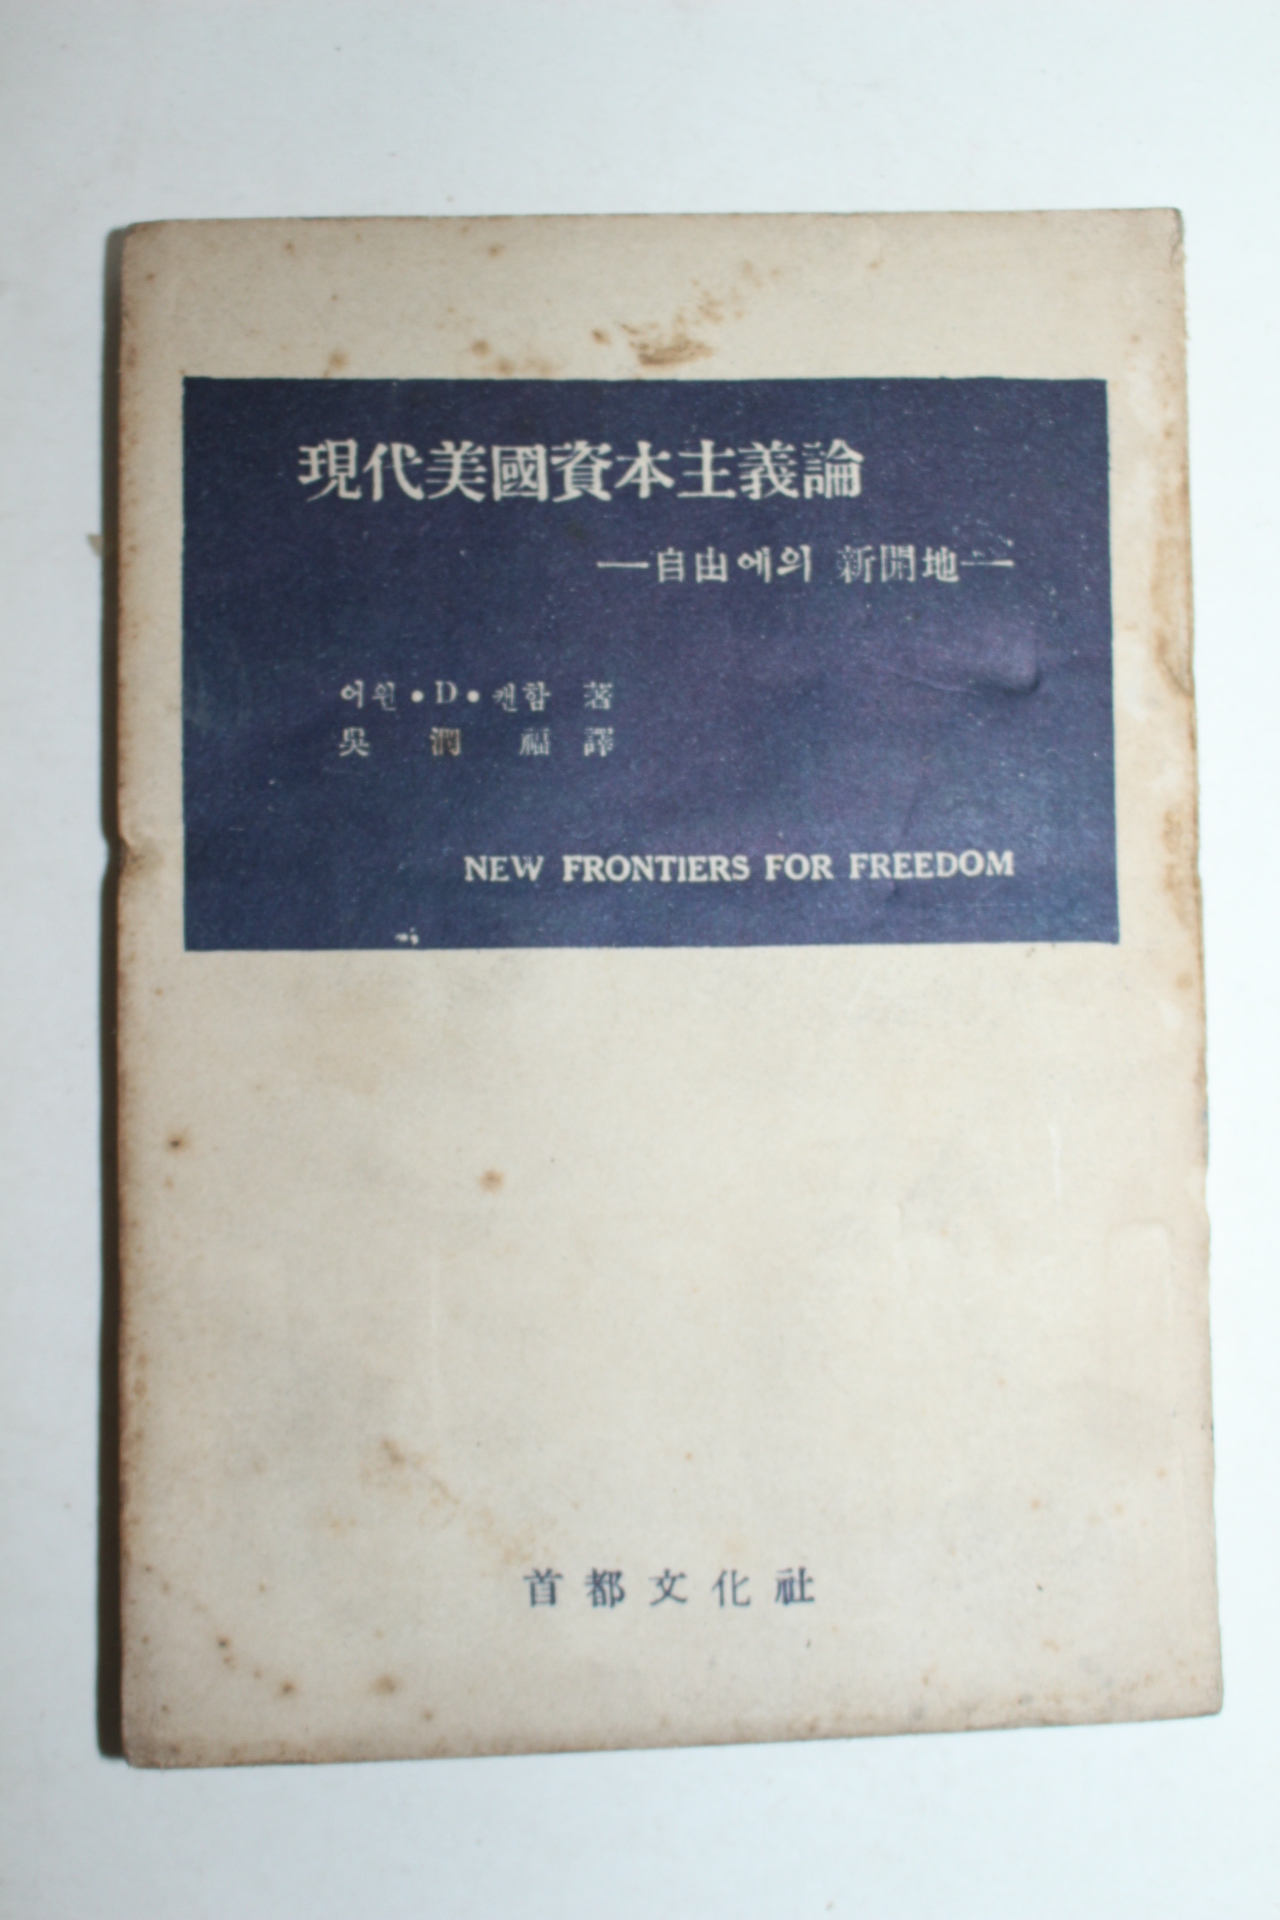 現代美國資本主義論
—自由에의 新開地—
어윈・D・캔함 著
吳潤福 譯
NEW FRONTIERS FOR FREEDOM
首都文化社